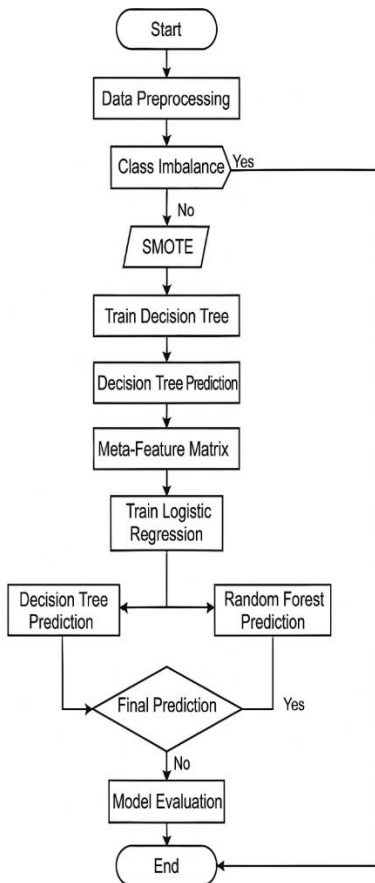 Start
Data Preprocessing
Class Imbalance
Yes
No
SMOTE
Train Decision Tree
Decision Tree Prediction
Meta-Feature Matrix
Train Logistic
Regression
Decision Tree
Prediction
Random Forest
Prediction
Final Prediction
Yes
No
Model Evaluation
End